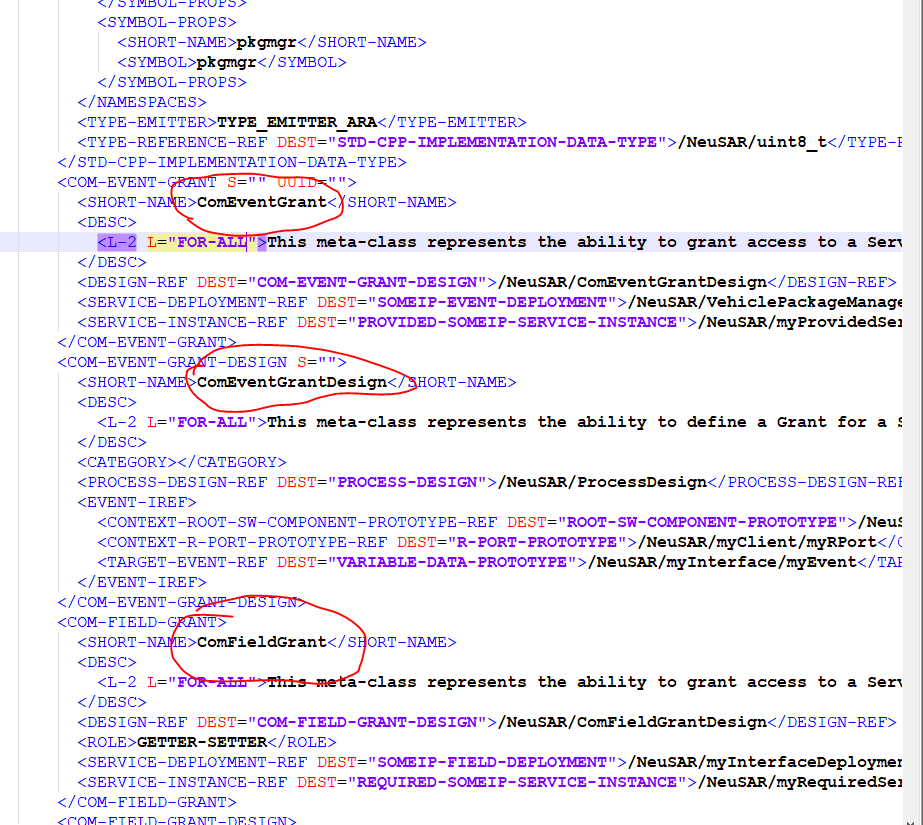 </SYMBOL-PROPS>
<SYMBOL-PROPS>
<SHORT-NAME>pkgmgr</SHORT-NAME>
<SYMBOL>pkgmgr</SYMBOL>
</SYMBOL-PROPS>
</NAMESPACES>
<TYPE-EMITTER>TYPE_EMITTER_ARA</TYPE-EMITTER>
<TYPE-REFERENCE-REF DEST="STD-CPP-IMPLEMENTATION-DATA-TYPE">/NeuSAR/uint8_t</TYPE-
</STD-CPP-IMPLEMENTATION-DATA-TYPE>
<COM-EVENT-GRANT S="" UUID="">
<SHORT-NAME>ComEventGrant</SHORT-NAME>
<DESC>
<L-2 L="FOR-ALL">This meta-class represents the ability to grant access to a Serv
</DESC>
<DESIGN-REF DEST="COM-EVENT-GRANT-DESIGN">/NeuSAR/ComEventGrantDesign</DESIGN-REF>
<SERVICE-DEPLOYMENT-REF DEST="SOMEIP-EVENT-DEPLOYMENT">/NeuSAR/VehiclePackageManage
<SERVICE-INSTANCE-REF DEST="PROVIDED-SOMEIP-SERVICE-INSTANCE">/NeuSAR/myProvidedSer
</COM-EVENT-GRANT>
<COM-EVENT-GRANT-DESIGN S="">
<SHORT-NAME>ComEventGrantDesign</SHORT-NAME>
<DESC>
<L-2 L="FOR-ALL">This meta-class represents the ability to define a Grant for a S
</DESC>
<CATEGORY></CATEGORY>
<PROCESS-DESIGN-REF DEST="PROCESS-DESIGN">/NeuSAR/ProcessDesign</PROCESS-DESIGN-REF
<EVENT-IREF>
<CONTEXT-ROOT-SW-COMPONENT-PROTOTYPE-REF DEST="ROOT-SW-COMPONENT-PROTOTYPE">/NeuS
<CONTEXT-R-PORT-PROTOTYPE-REF DEST="R-PORT-PROTOTYPE">/NeuSAR/myClient/myRPort</
<TARGET-EVENT-REF DEST="VARIABLE-DATA-PROTOTYPE">/NeuSAR/myInterface/myEvent</TAR
</EVENT-IREF>
</COM-EVENT-GRANT-DESIGN>
<COM-FIELD-GRANT>
<SHORT-NAME>ComFieldGrant</SHORT-NAME>
<DESC>
<L-2 L="FOR-ALL">This meta-class represents the ability to grant access to a Serv
</DESC>
<DESIGN-REF DEST="COM-FIELD-GRANT-DESIGN">/NeuSAR/ComFieldGrantDesign</DESIGN-REF>
<ROLE>GETTER-SETTER</ROLE>
<SERVICE-DEPLOYMENT-REF DEST="SOMEIP-FIELD-DEPLOYMENT">/NeuSAR/myInterfaceDeploymen
<SERVICE-INSTANCE-REF DEST="REQUIRED-SOMEIP-SERVICE-INSTANCE">/NeuSAR/myRequiredSer
</COM-FIELD-GRANT>
<COM-FIELD-GRANT-DESIGN>